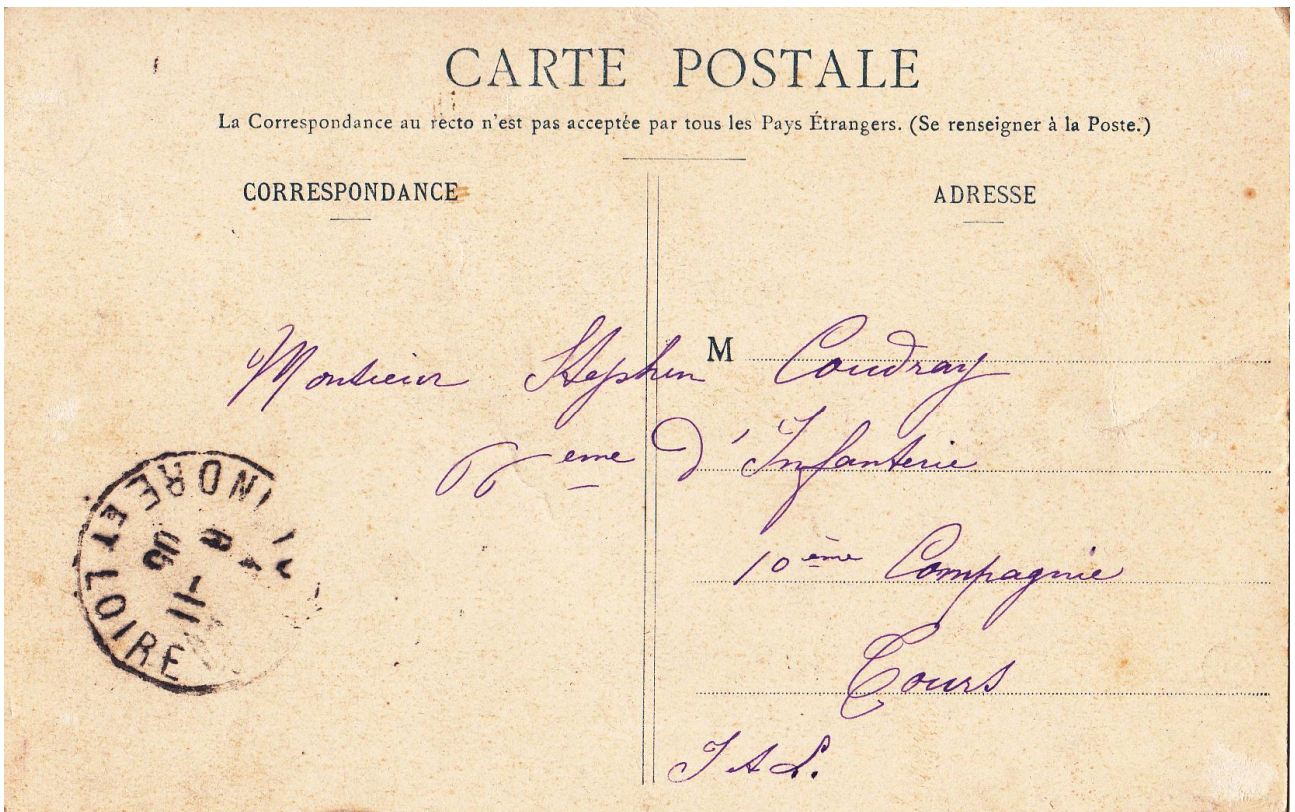 CARTE POSTALE
La Correspondance au recto n'est pas acceptée par tous les Pays Étrangers. (Se renseigner à la Poste.)
CORRESPONDANCE
ADRESSE
M
Monsieur Stephen Coudray
66eme d'Infanterie
10ème Compagnie
Tours
I & L.
INDRE ET LOIRE